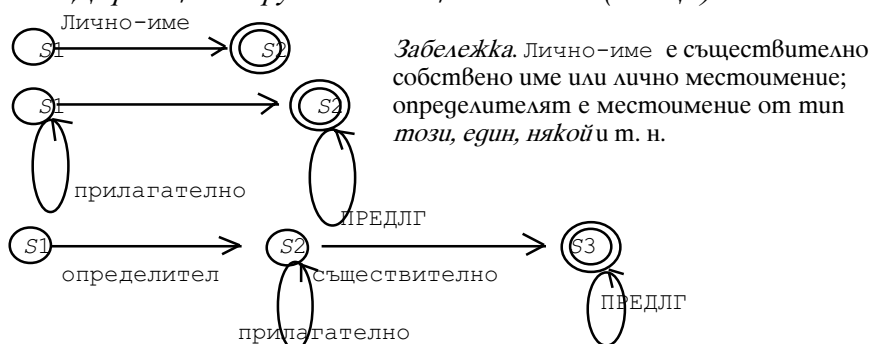 Лично-име
S1 S2
Забележка. Лично-име е съществително
собствено име или лично местоимение;
определителят е местоимение от тип
този, един, някой и т. н.
S1 S2
прилагателно
ПРЕДЛГ
S1 S2 S3
определител съществително
ПРЕДЛГ
прилагателно